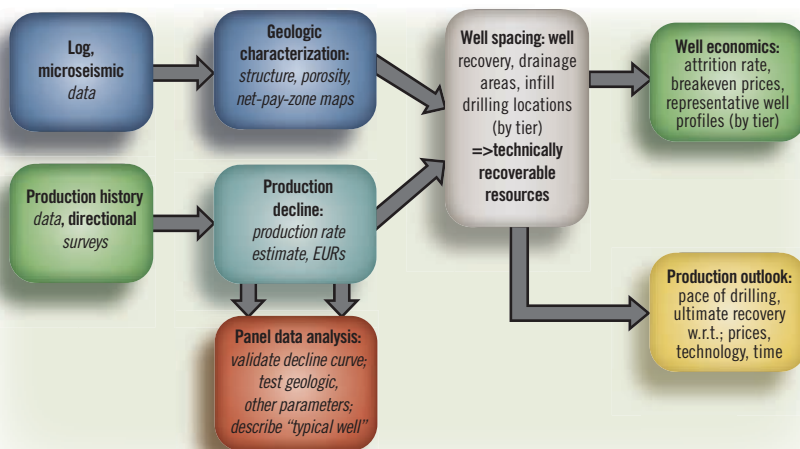 Log,
microseismic
data
Geologic
characterization:
structure, porosity,
net-pay-zone maps
Well spacing: well
recovery, drainage
areas, infill
drilling locations
(by tier)
=>technically
recoverable
resources
Well economics:
attrition rate,
breakeven prices,
representative well
profiles (by tier)
Production history
data, directional
surveys
Production
decline:
production rate
estimate, EURs
Panel data analysis:
validate decline curve;
test geologic,
other parameters;
describe “typical well”
Production outlook:
pace of drilling,
ultimate recovery
w.r.t.; prices,
technology, time